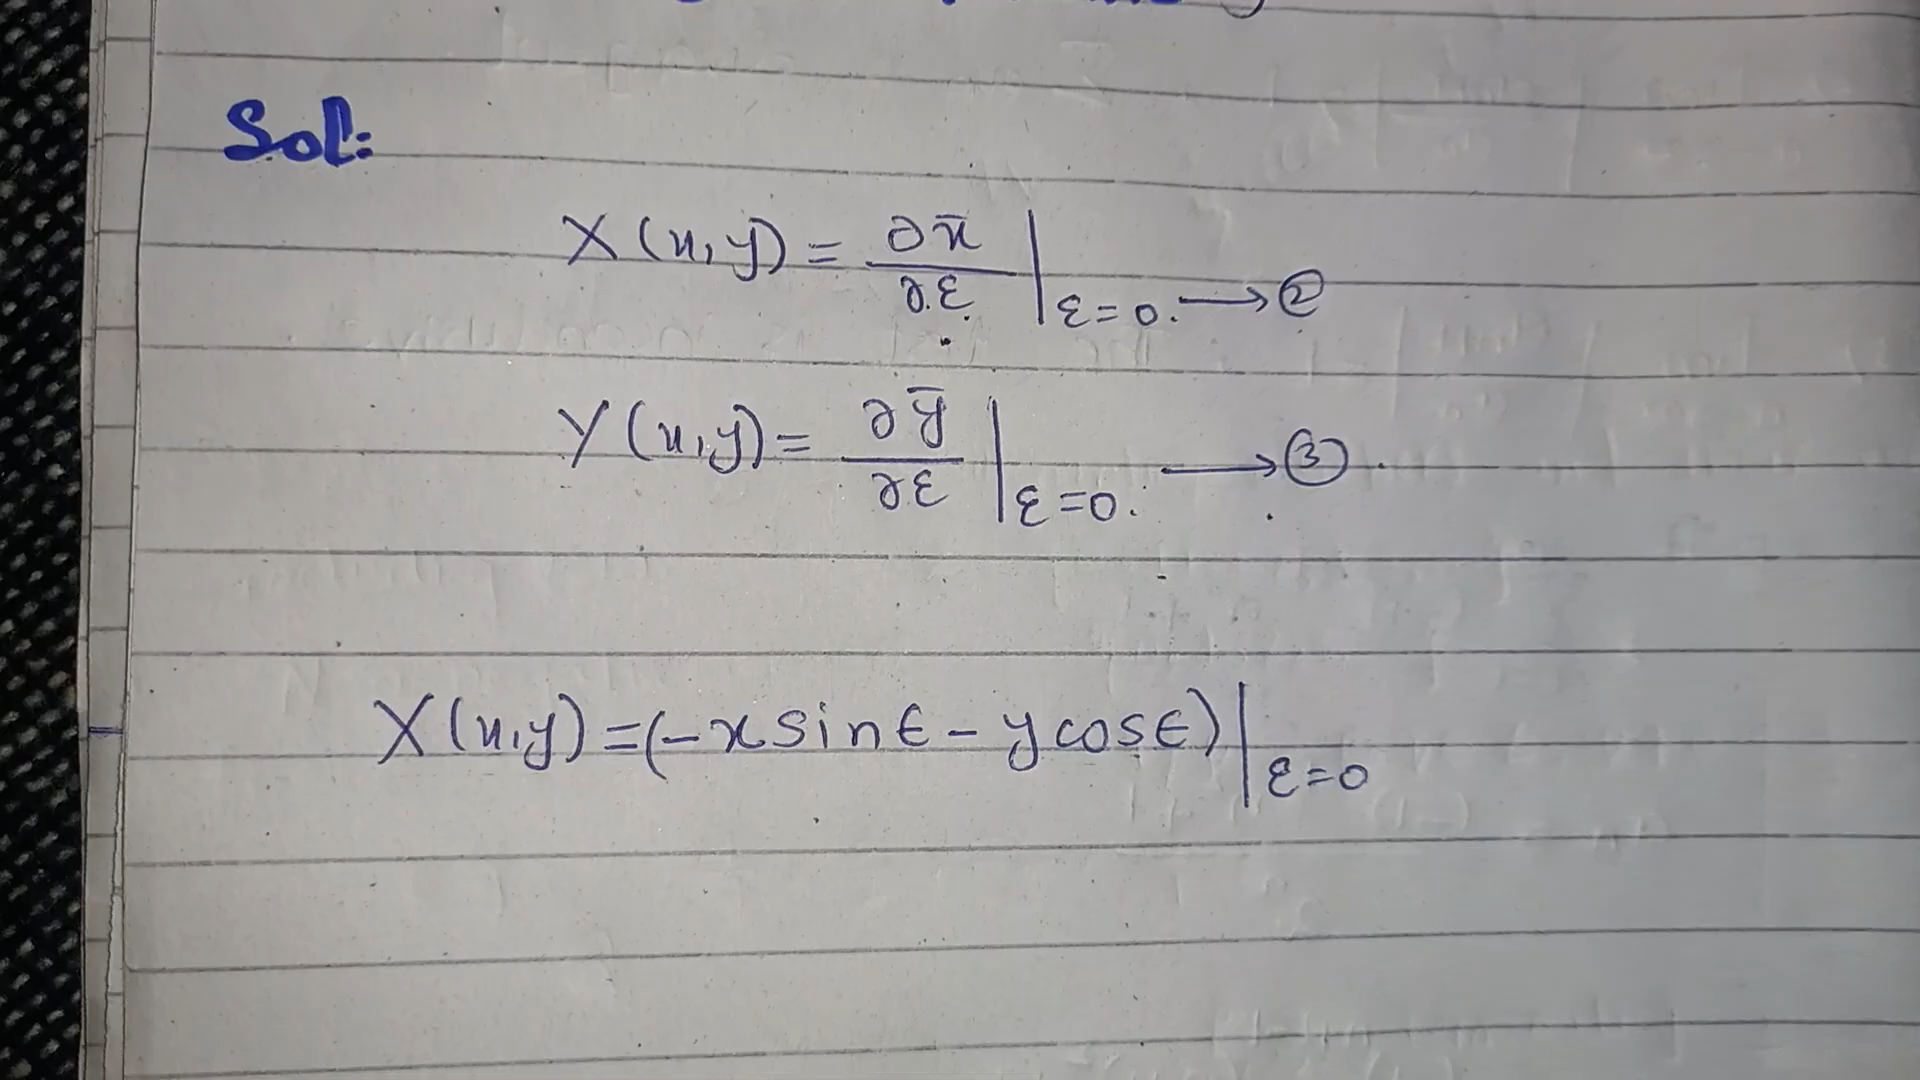 Sol:
X(x,y) = ∂x̄/∂ε |ε=0. → ②
Y(x,y) = ∂ȳ/∂ε |ε=0. → ③.
X(x,y) = (-x sin ϵ - y cos ϵ)|ε=0